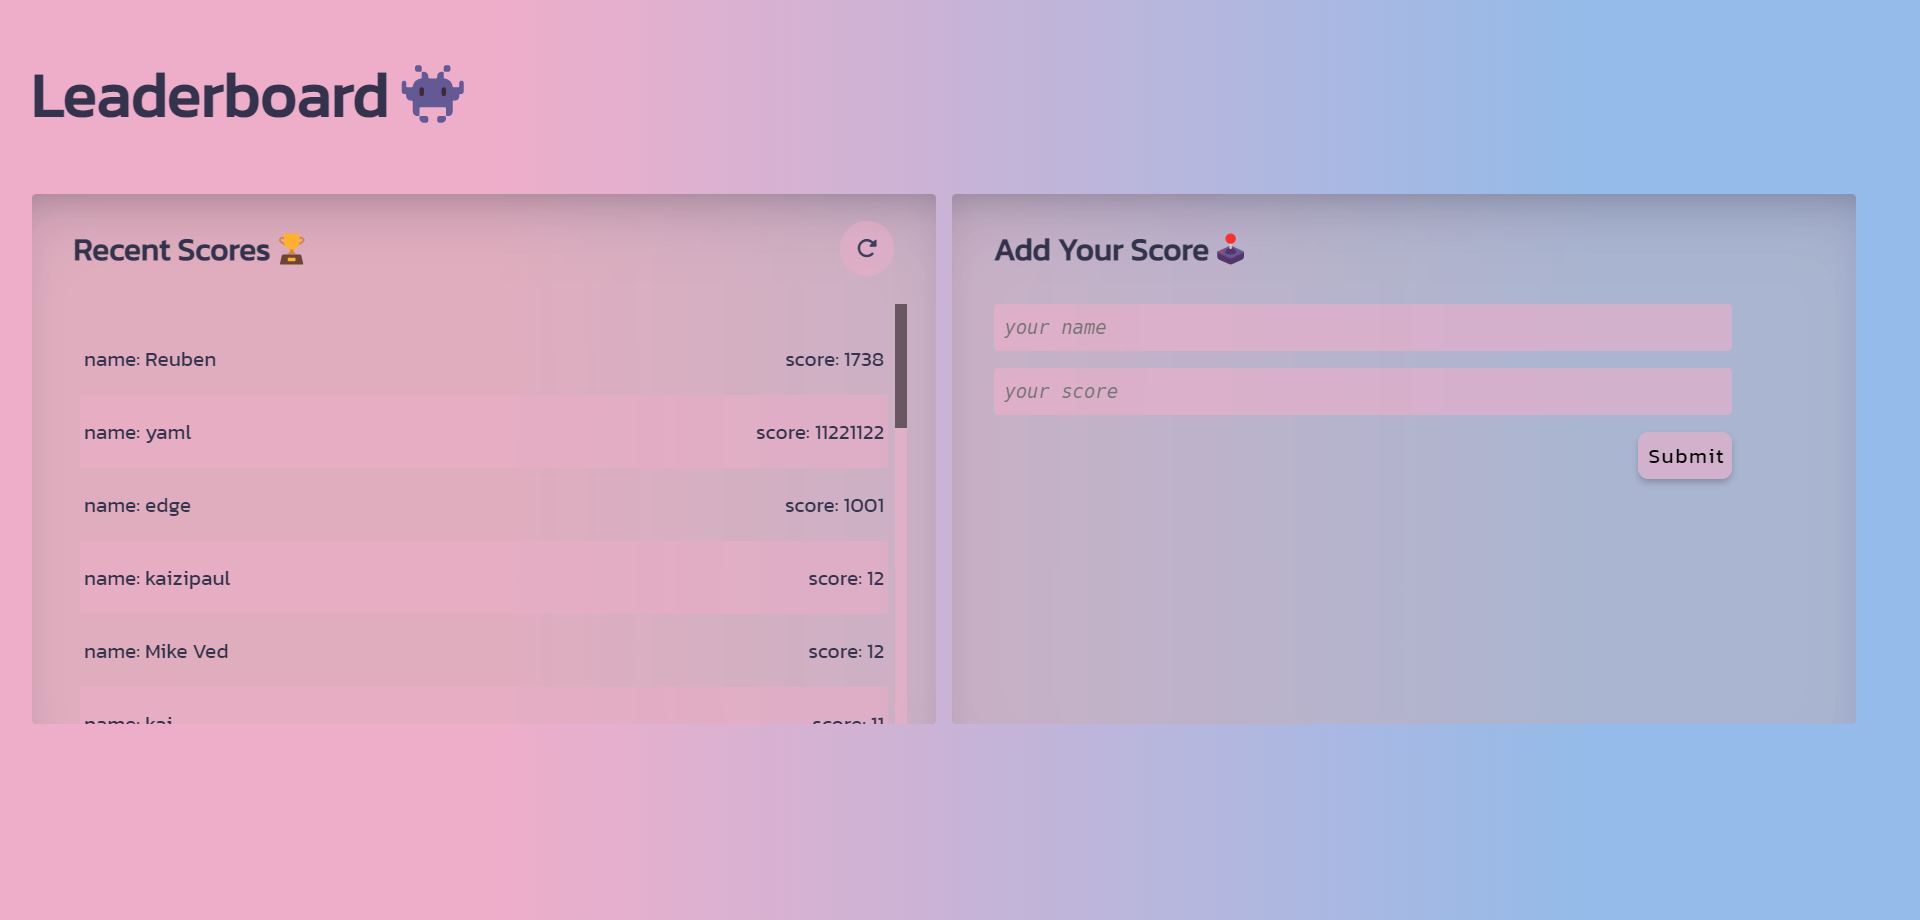 Leaderboard
Recent Scores
name: Reuben score: 1738
name: yaml score: 11221122
name: edge score: 1001
name: kaizipaul score: 12
name: Mike Ved score: 12
name: kai score: 11
Add Your Score
your name
your score
Submit